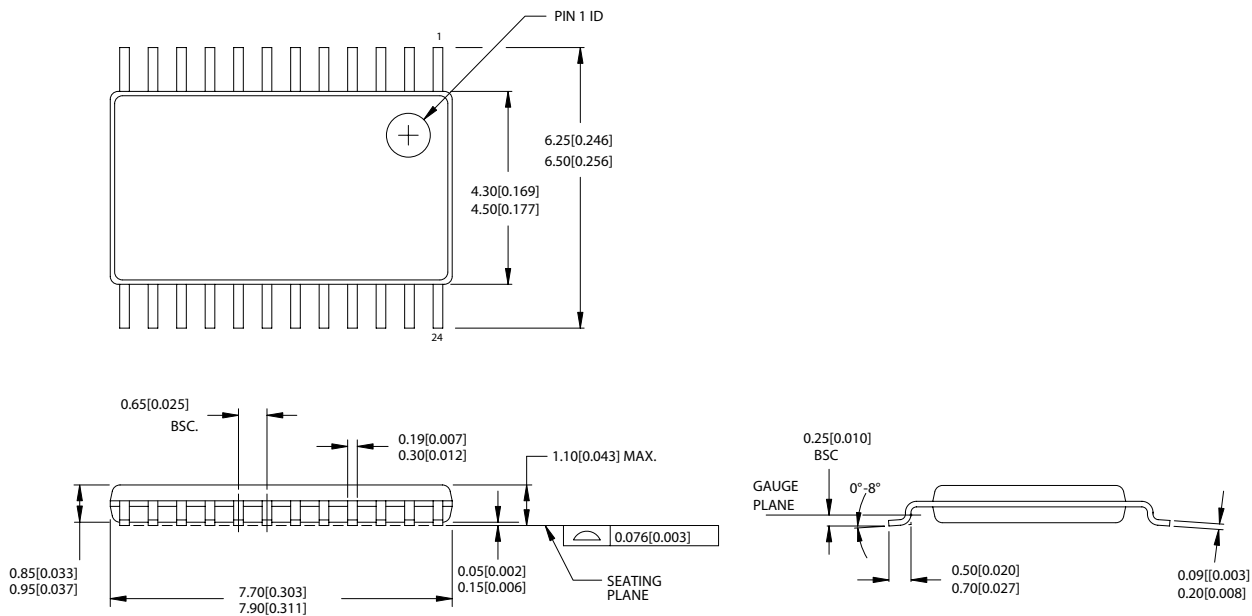 PIN 1 ID
1
6.25[0.246]
6.50[0.256]
4.30[0.169]
4.50[0.177]
24
0.65[0.025]
BSC.
0.19[0.007]
0.30[0.012]
1.10[0.043] MAX.
0.076[0.003]
0.85[0.033]
0.95[0.037]
7.70[0.303]
7.90[0.311]
0.05[0.002]
0.15[0.006]
SEATING
PLANE
0.25[0.010]
BSC
GAUGE
PLANE
0°-8°
0.50[0.020]
0.70[0.027]
0.09[[0.003]
0.20[0.008]